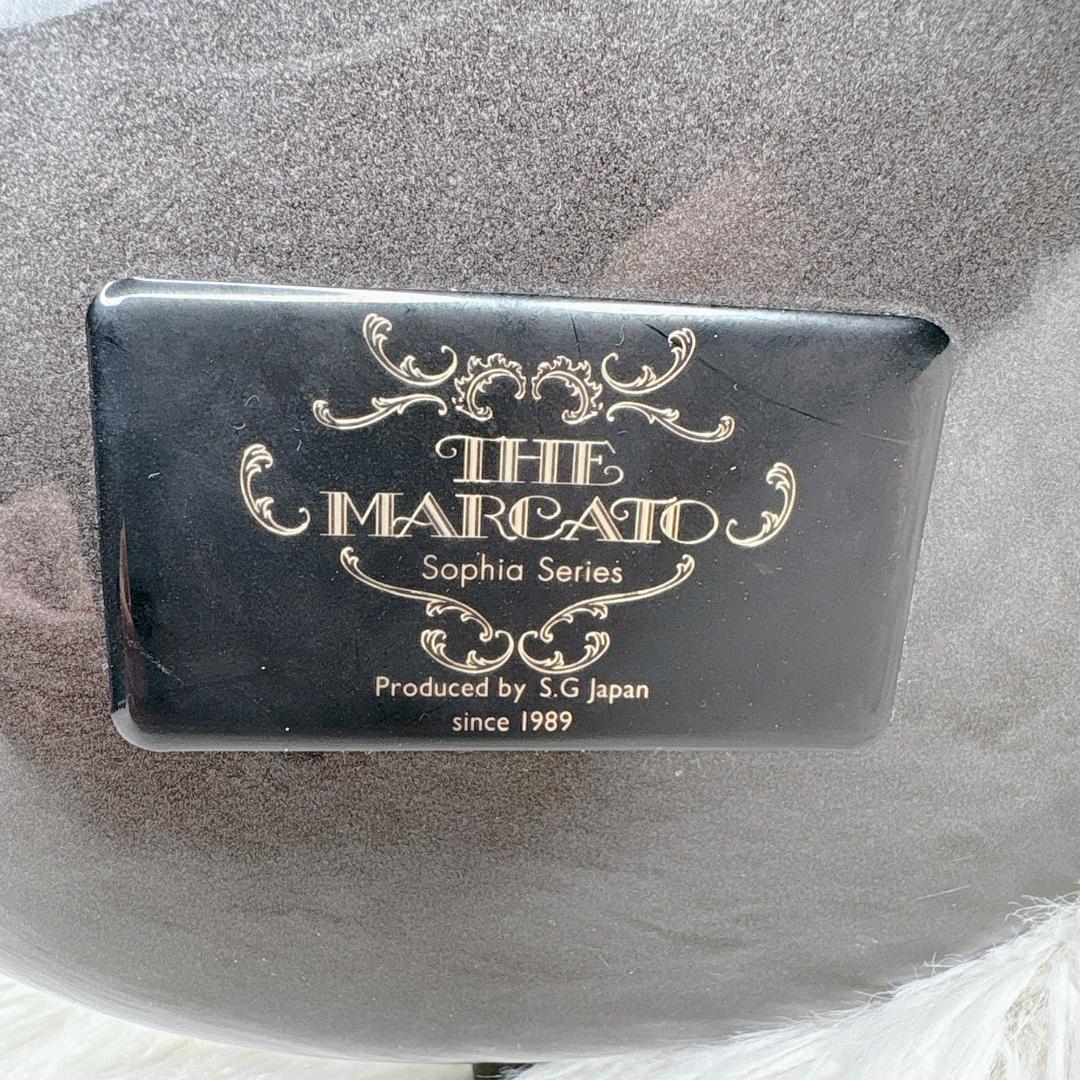 THE
MARCATO
Sophia Series
Produced by S.G Japan
since 1989